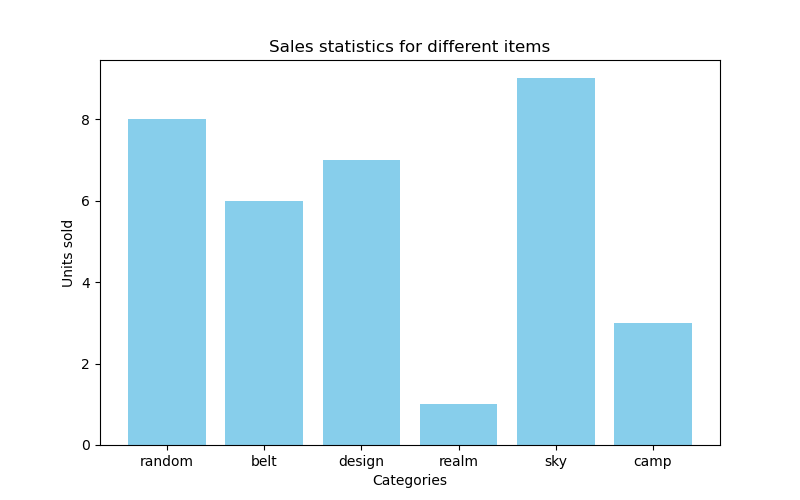 Sales statistics for different items
Units sold
8
6
4
2
0
random belt design realm sky camp
Categories